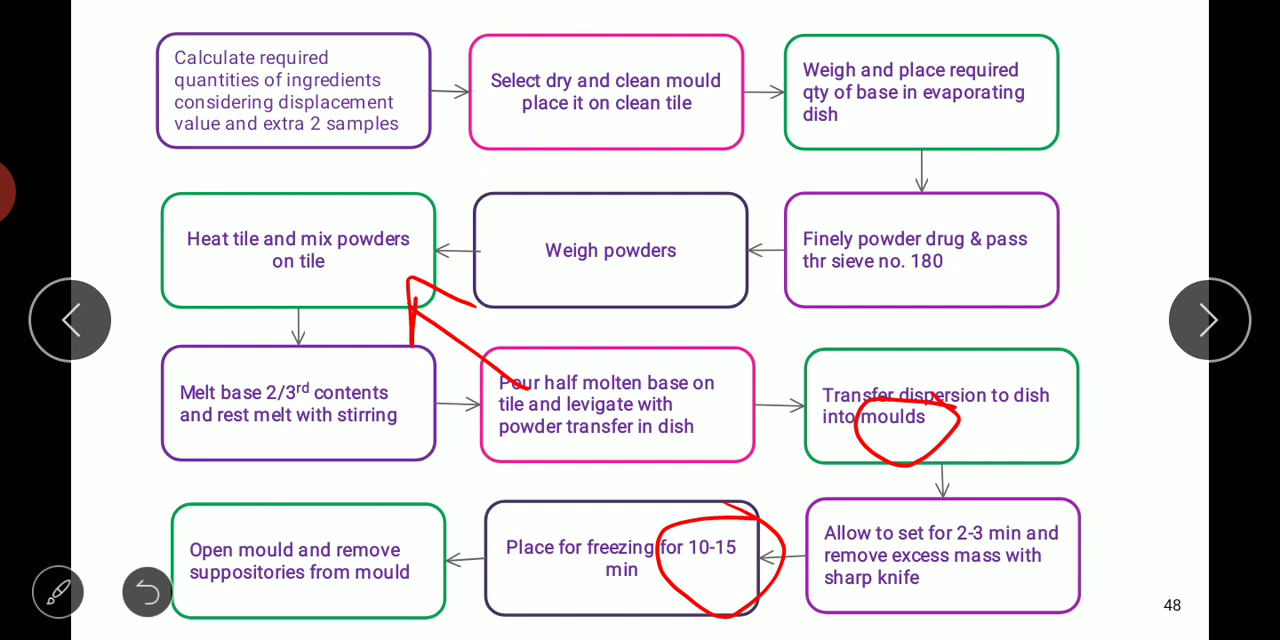 Calculate required
quantities of ingredients
considering displacement
value and extra 2 samples
Select dry and clean mould
place it on clean tile
Weigh and place required
qty of base in evaporating
dish
Finely powder drug & pass
thr sieve no. 180
Weigh powders
Heat tile and mix powders
on tile
Melt base 2/3rd contents
and rest melt with stirring
Pour half molten base on
tile and levigate with
powder transfer in dish
Transfer dispersion to dish
into moulds
Allow to set for 2-3 min and
remove excess mass with
sharp knife
Place for freezing for 10-15
min
Open mould and remove
suppositories from mould
48